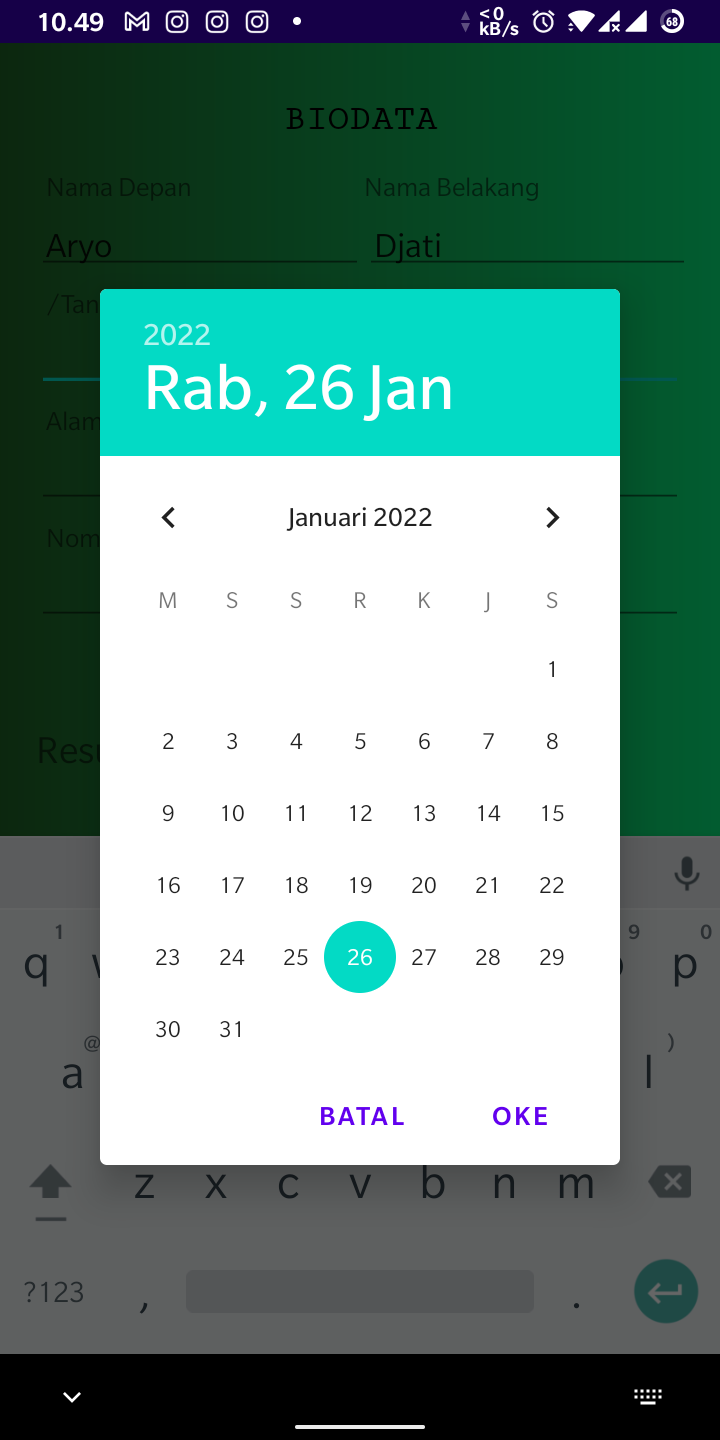 10.49 <0 kB/s 68
BIODATA
Nama Depan Nama Belakang
Aryo Djati
/Tan
2022
Rab, 26 Jan
Alam
Januari 2022
Nom
M S S R K J S
1
2 3 4 5 6 7 8
Resu
9 10 11 12 13 14 15
16 17 18 19 20 21 22
23 24 25 26 27 28 29
30 31
BATAL OKE
1 9 0
q p
@ )
a l
z x c v b n m
?123 , .